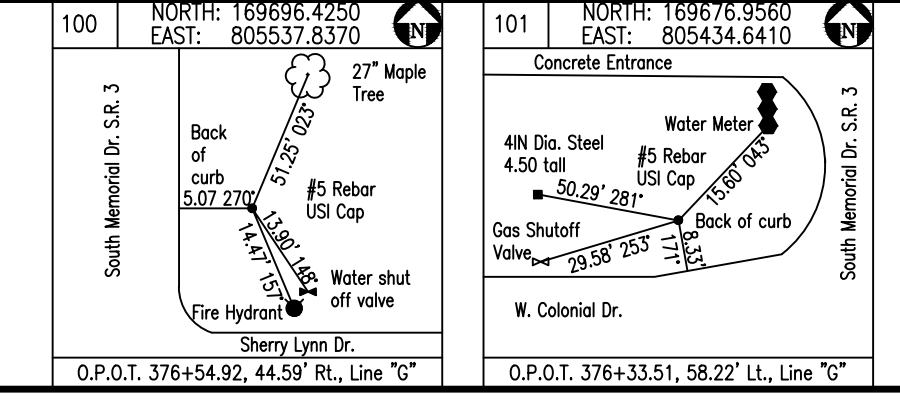 100
NORTH: 169696.4250
EAST: 805537.8370
N
South Memorial Dr. S.R. 3
27" Maple
Tree
51.25' 023°
Back
of
curb
5.07 270°
#5 Rebar
USI Cap
13.90' 148°
14.47' 157°
Water shut
off valve
Fire Hydrant
Sherry Lynn Dr.
O.P.O.T. 376+54.92, 44.59' Rt., Line "G"
101
NORTH: 169676.9560
EAST: 805434.6410
N
Concrete Entrance
South Memorial Dr. S.R. 3
Water Meter
4IN Dia. Steel
4.50 tall
#5 Rebar
USI Cap
15.60' 043°
50.29' 281°
Back of curb
Gas Shutoff
Valve
29.58' 253°
8.33'
171°
W. Colonial Dr.
O.P.O.T. 376+33.51, 58.22' Lt., Line "G"